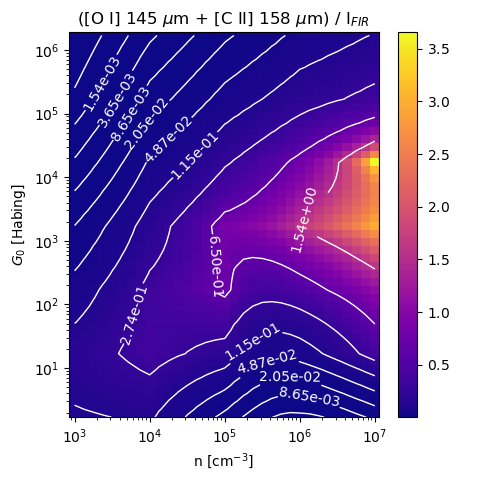 ([O I] 145 μm + [C II] 158 μm) / I_FIR
10^6
10^5
10^4
10^3
10^2
10^1
G_0 [Habing]
1.54e-03
3.65e-03
8.65e-03
2.05e-02
4.87e-02
1.15e-01
2.74e-01
6.50e-01
1.54e+00
1.15e-01
4.87e-02
2.05e-02
8.65e-03
10^3 10^4 10^5 10^6 10^7
n [cm^−3]
3.5
3.0
2.5
2.0
1.5
1.0
0.5